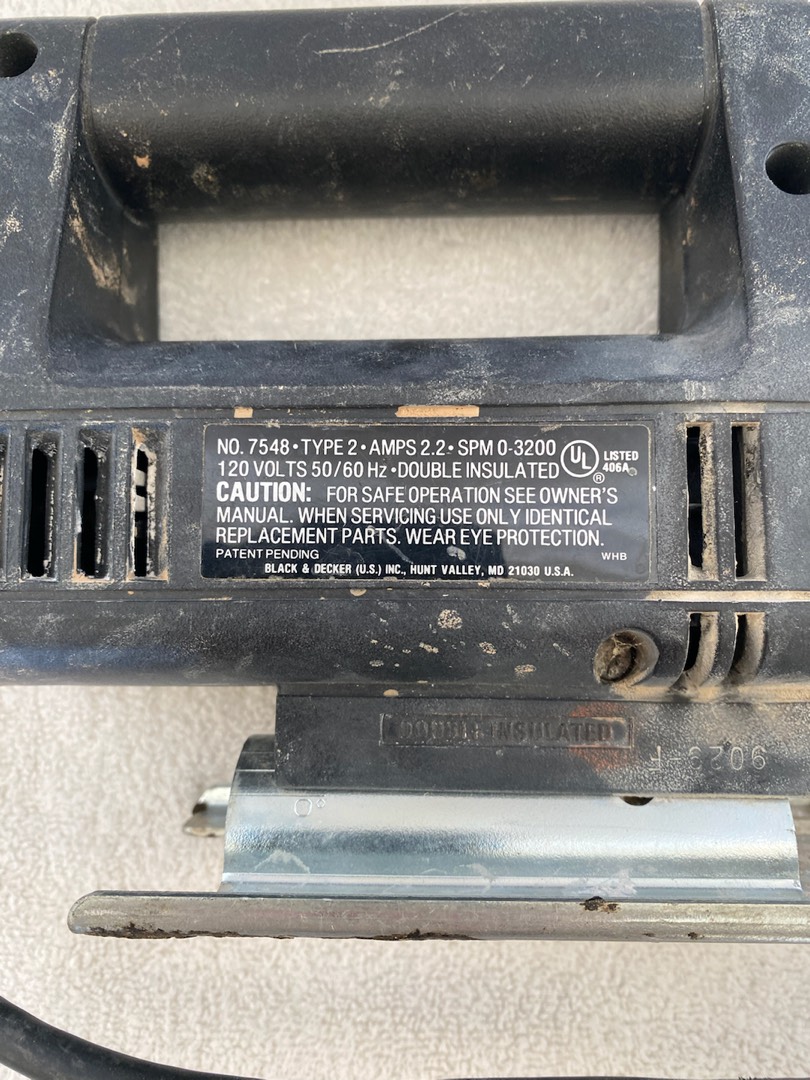 NO. 7548 • TYPE 2 • AMPS 2.2 • SPM 0-3200
120 VOLTS 50/60 Hz • DOUBLE INSULATED
UL ® LISTED 406A
CAUTION: FOR SAFE OPERATION SEE OWNER'S
MANUAL. WHEN SERVICING USE ONLY IDENTICAL
REPLACEMENT PARTS. WEAR EYE PROTECTION.
PATENT PENDING WHB
BLACK & DECKER (U.S.) INC., HUNT VALLEY, MD 21030 U.S.A.
DOUBLE INSULATED
0°